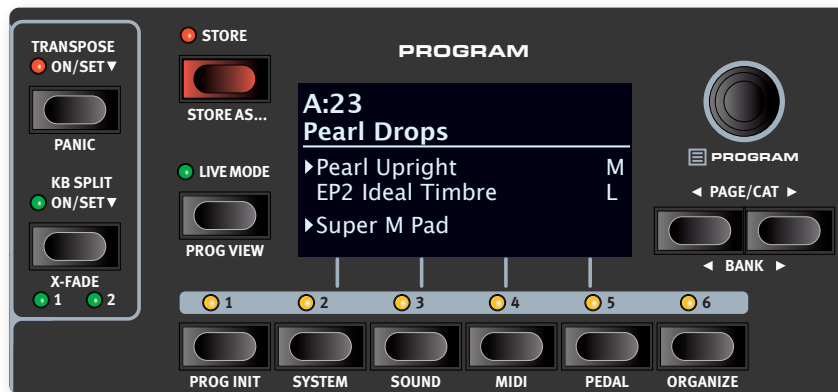 TRANSPOSE
ON/SET ▼
PANIC
KB SPLIT
ON/SET ▼
X-FADE
1 2
STORE
STORE AS...
LIVE MODE
PROG VIEW
PROGRAM
A:23
Pearl Drops
Pearl Upright M
EP2 Ideal Timbre L
Super M Pad
PROGRAM
◄ PAGE/CAT ►
◄ BANK ►
1 2 3 4 5 6
PROG INIT SYSTEM SOUND MIDI PEDAL ORGANIZE